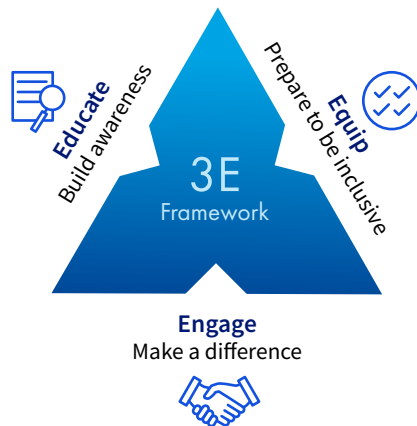 Educate
Build awareness
Equip
Prepare to be inclusive
3E
Framework
Engage
Make a difference